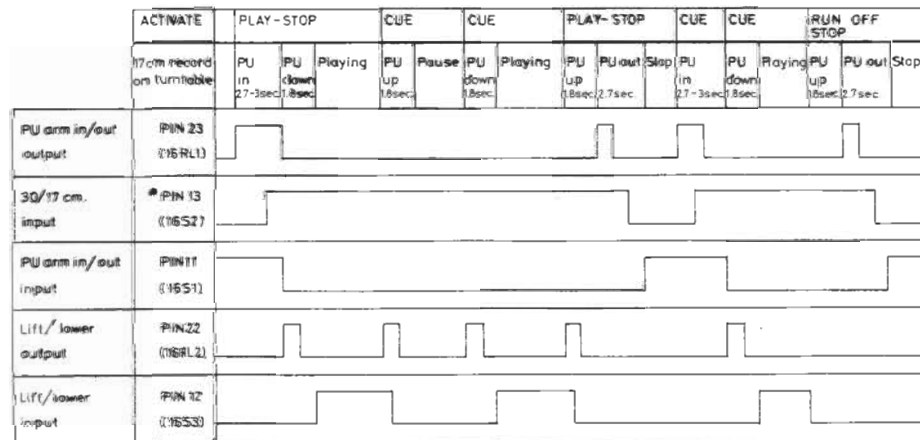 ACTIVATE PLAY-STOP CUE CUE PLAY-STOP CUE CUE RUN OFF
STOP
17cm record PU PU Playing PU Pause PU Playing PU PU out Stop PU PU Playing PU PU out Stop
on turntable in down up down up in down up
2.7-3sec. 1.8sec. 1.8sec. 1.8sec. 1.8sec. 2.7sec. 2.7-3sec. 1.8sec. 1.8sec. 2.7sec.
PU arm in/out PIN 23
output (16RL1)
30/17 cm. PIN 13
input (16S2)
PU arm in/out PIN 11
input (16S1)
Lift/lower PIN 22
output (16RL2)
Lift/lower PIN 12
input (16S3)